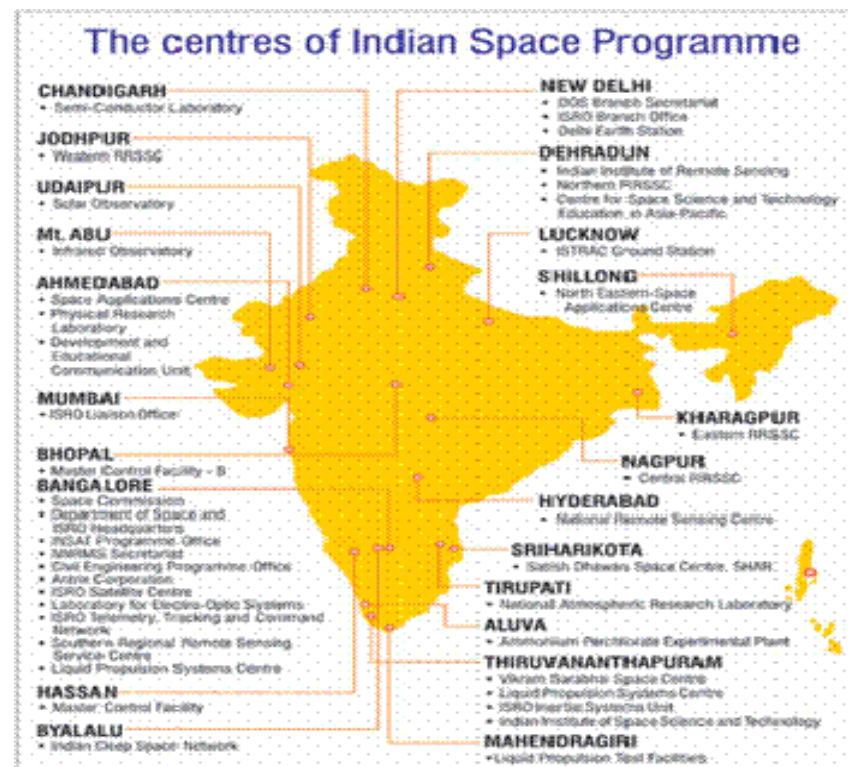 The centres of Indian Space Programme
CHANDIGARH
• Semi-Conductor Laboratory
JODHPUR
• Western RRSSC
UDAIPUR
• Solar Observatory
Mt. ABU
• Infrared Observatory
AHMEDABAD
• Space Applications Centre
• Physical Research
Laboratory
• Development and
Educational
Communication Unit
MUMBAI
• ISRO Liaison Office
BHOPAL
• Master Control Facility - B
BANGALORE
• Space Commission
• Department of Space and
ISRO Headquarters
• INSAT Programme Office
• NNRMS Secretariat
• Civil Engineering Programme Office
• Antrix Corporation
• ISRO Satellite Centre
• Laboratory for Electro-Optic Systems
• ISRO Telemetry, Tracking and Command
Network
• Southern Regional Remote Sensing
Service Centre
• Liquid Propulsion Systems Centre
HASSAN
• Master Control Facility
BYALALU
• Indian Deep Space Network
NEW DELHI
• DOS Branch Secretariat
• ISRO Branch Office
• Delhi Earth Station
DEHRADUN
• Indian Institute of Remote Sensing
• Northern RRSSC
• Centre for Space Science and Technology
Education in Asia-Pacific
LUCKNOW
• ISTRAC Ground Station
SHILLONG
• North Eastern-Space
Applications Centre
KHARAGPUR
• Eastern RRSSC
NAGPUR
• Central RRSSC
HYDERABAD
• National Remote Sensing Centre
SRIHARIKOTA
• Satish Dhawan Space Centre, SHAR
TIRUPATI
• National Atmospheric Research Laboratory
ALUVA
• Ammonium Perchlorate Experimental Plant
THIRUVANANTHAPURAM
• Vikram Sarabhai Space Centre
• Liquid Propulsion Systems Centre
• ISRO Inertial Systems Unit
• Indian Institute of Space Science and Technology
MAHENDRAGIRI
• Liquid Propulsion Test Facilities